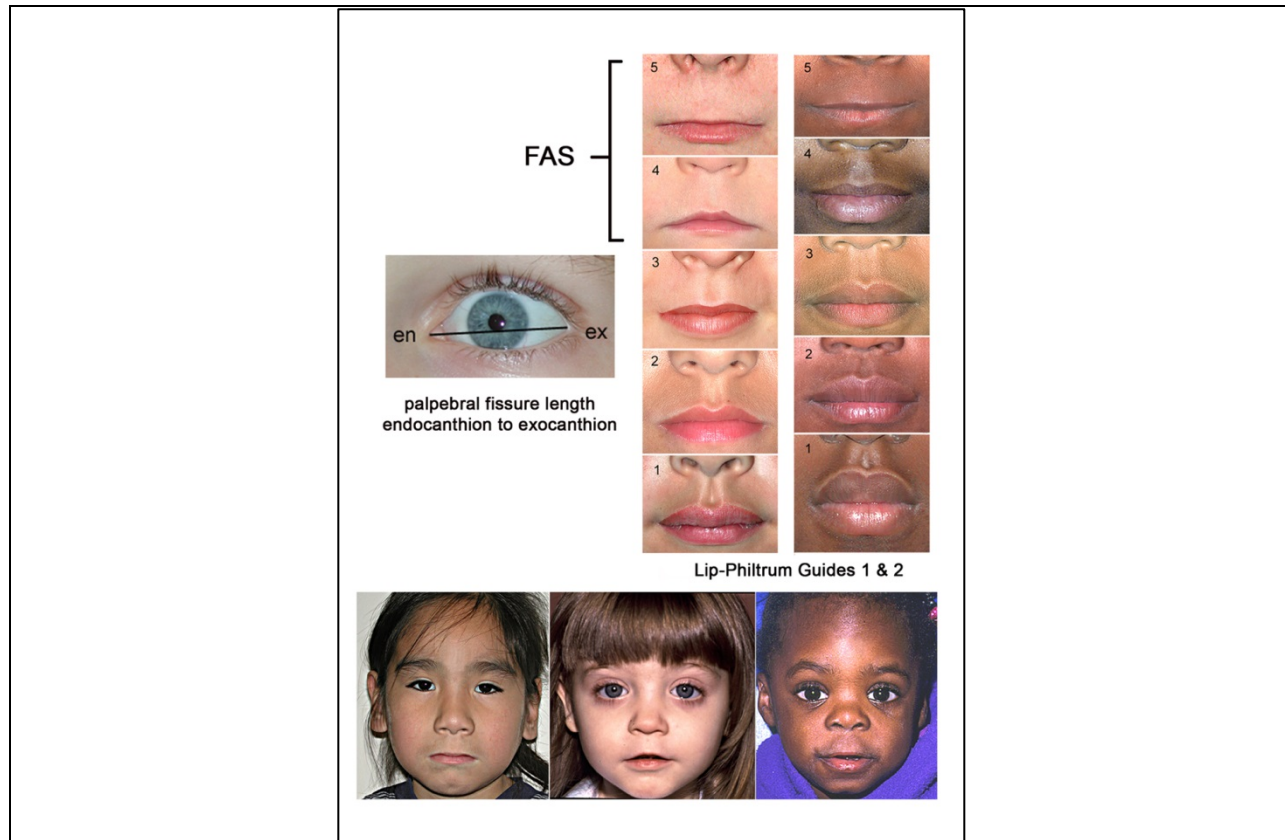 5
5
FAS
4
4
3
3
en
ex
2
2
palpebral fissure length
endocanthion to exocanthion
1
1
Lip-Philtrum Guides 1 & 2